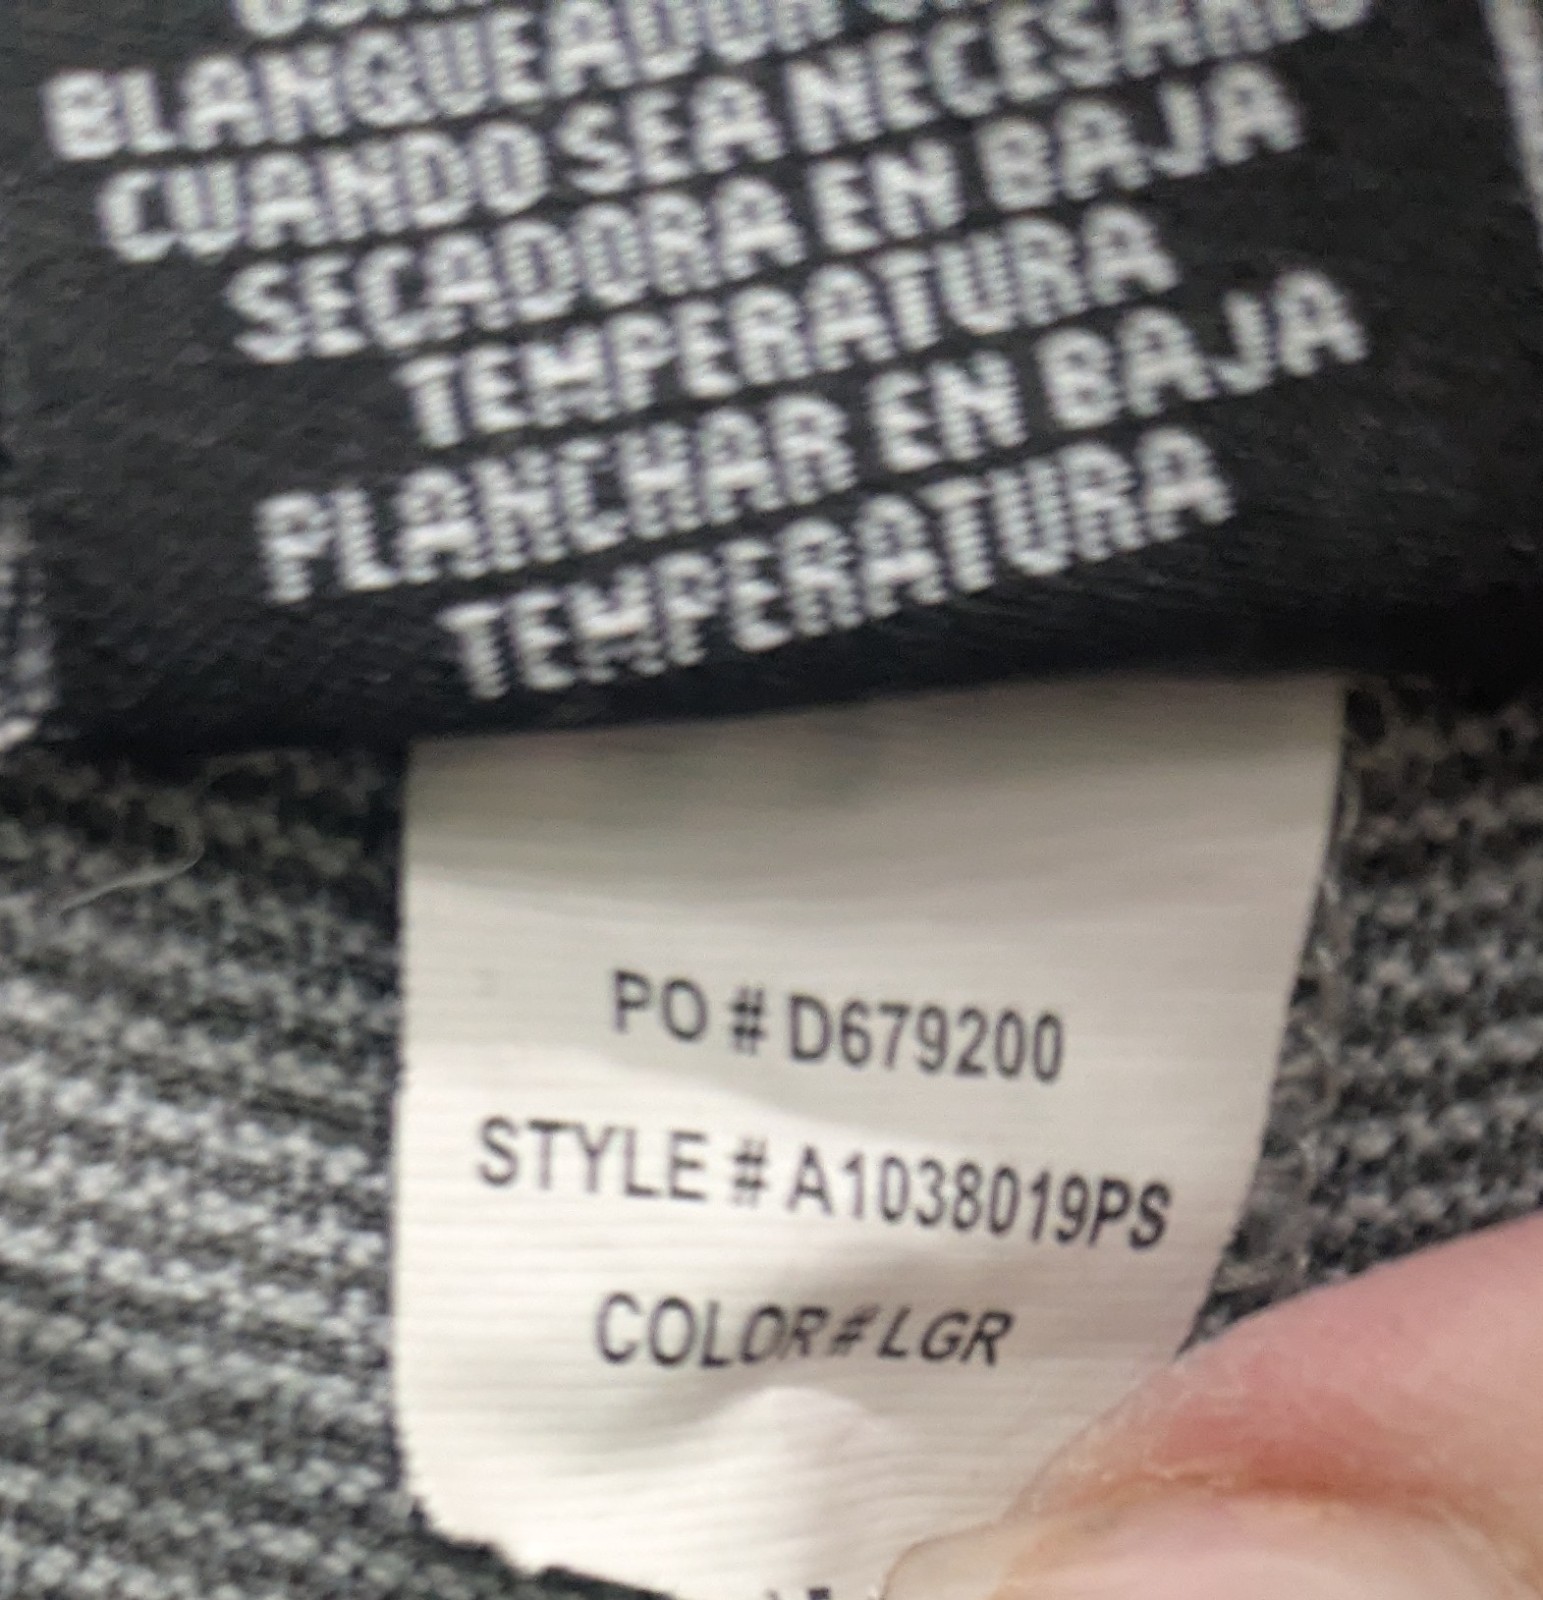 BLANQUEADOR
CUANDO SEA NECESARIO
SECADORA EN BAJA
TEMPERATURA
PLANCHAR EN BAJA
TEMPERATURA
PO # D679200
STYLE # A1038019PS
COLOR# LGR